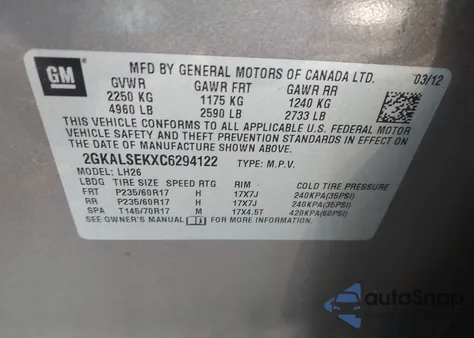 GM
MFD BY GENERAL MOTORS OF CANADA LTD. 03/12
GVWR GAWR FRT GAWR RR
2250 KG 1175 KG 1240 KG
4960 LB 2590 LB 2733 LB
THIS VEHICLE CONFORMS TO ALL APPLICABLE U.S. FEDERAL
VEHICLE SAFETY AND THEFT PREVENTION STANDARDS IN EFFECT ON
THE DATE OF MANUFACTURE SHOWN ABOVE.
2GKALSEKXC6294122 TYPE: M.P.V.
MODEL: LH26
LBDG TIRE SIZE SPEED RTG RIM COLD TIRE PRESSURE
FRT P235/60R17 H 17X7J 240KPA(35PSI)
RR P235/60R17 H 17X7J 240KPA(35PSI)
SPA T145/70R17 M 17X4.5T 420KPA(60PSI)
SEE OWNER'S MANUAL FOR MORE INFORMATION.
autoSnap